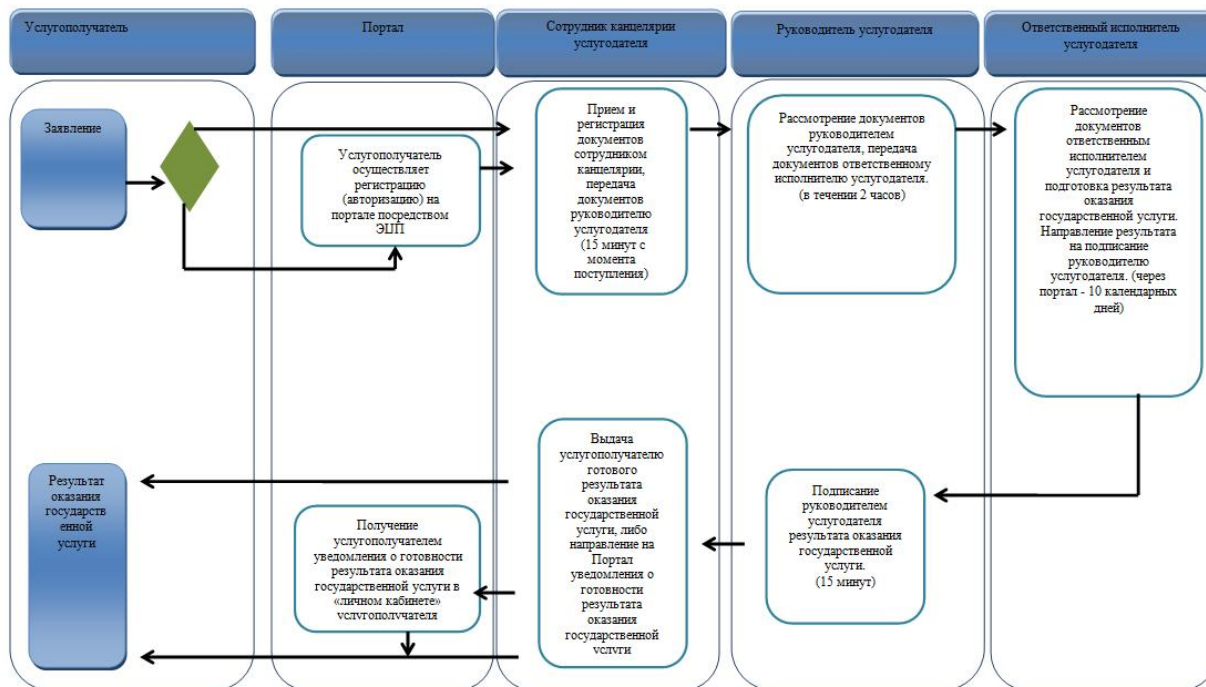 Услугополучатель
Портал
Сотрудник канцелярии
услугодателя
Руководитель услугодателя
Ответственный исполнитель
услугодателя
Заявление
Услугополучатель
осуществляет
регистрацию
(авторизацию) на
портале посредством
ЭЦП
Прием и
регистрация
документов
сотрудником
канцелярии,
передача
документов
руководителю
услугодателя
(15 минут с
момента
поступления)
Рассмотрение документов
руководителем
услугодателя, передача
документов ответственному
исполнителю услугодателя.
(в течении 2 часов)
Рассмотрение
документов
ответственным
исполнителем
услугодателя и
подготовка результата
оказания
государственной услуги.
Направление результата
на подписание
руководителю
услугодателя. (через
портал - 10 календарных
дней)
Результат
оказания
государств
енной
услуги
Получение
услугополучателем
уведомления о готовности
результата оказания
государственной услуги в
«личном кабинете»
услугополучателя
Выдача
услугополучателю
готового
результата
оказания
государственной
услуги, либо
направление на
Портал
уведомления о
готовности
результата
оказания
государственной
услуги
Подписание
руководителем
услугодателя
результата оказания
государственной
услуги.
(15 минут)